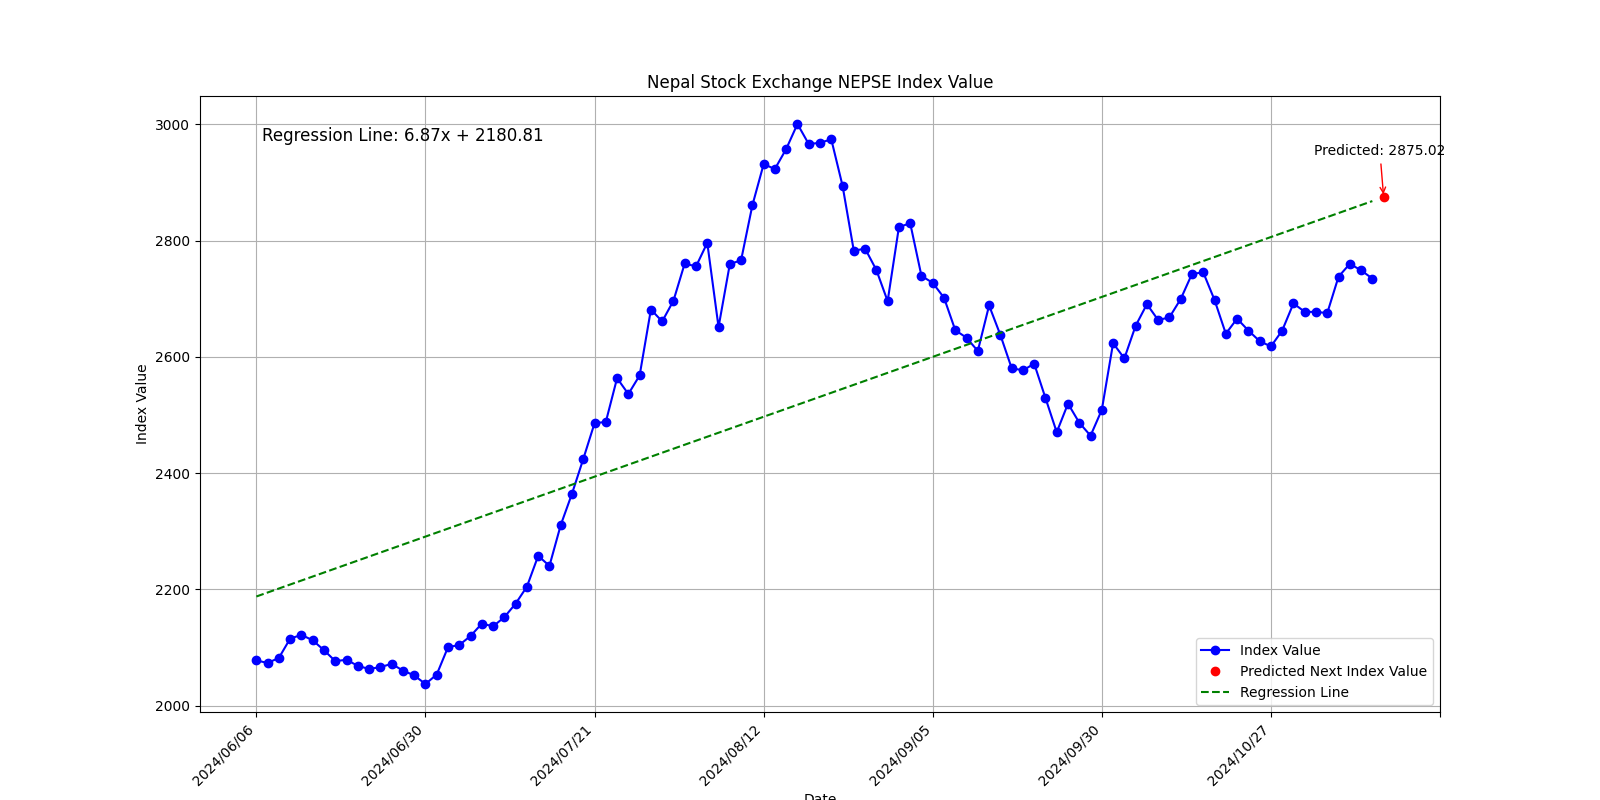 Nepal Stock Exchange NEPSE Index Value
3000
2800
2600
2400
2200
2000
Index Value
Regression Line: 6.87x + 2180.81
Predicted: 2875.02
Index Value
Predicted Next Index Value
Regression Line
2024/06/06
2024/06/30
2024/07/21
2024/08/12
2024/09/05
2024/09/30
2024/10/27
Date